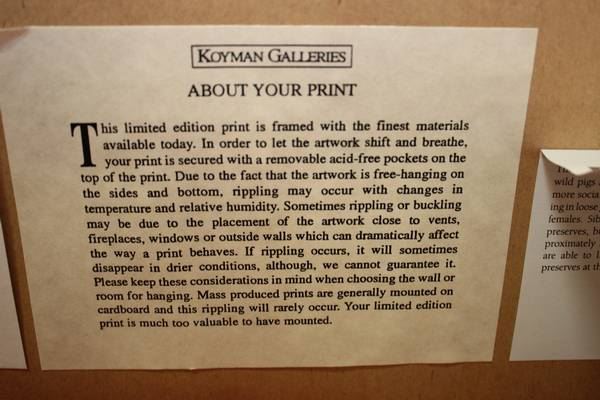 KOYMAN GALLERIES
ABOUT YOUR PRINT
This limited edition print is framed with the finest materials
available today. In order to let the artwork shift and breathe,
your print is secured with a removable acid-free pockets on the
top of the print. Due to the fact that the artwork is free-hanging on
the sides and bottom, rippling may occur with changes in
temperature and relative humidity. Sometimes rippling or buckling
may be due to the placement of the artwork close to vents,
fireplaces, windows or outside walls which can dramatically affect
the way a print behaves. If rippling occurs, it will sometimes
disappear in drier conditions, although, we cannot guarantee it.
Please keep these considerations in mind when choosing the wall or
room for hanging. Mass produced prints are generally mounted on
cardboard and this rippling will rarely occur. Your limited edition
print is much too valuable to have mounted.
wild pigs
more socia
ing in loose
females. Sib
preserves, b
proximately
are able to l
preserves at th